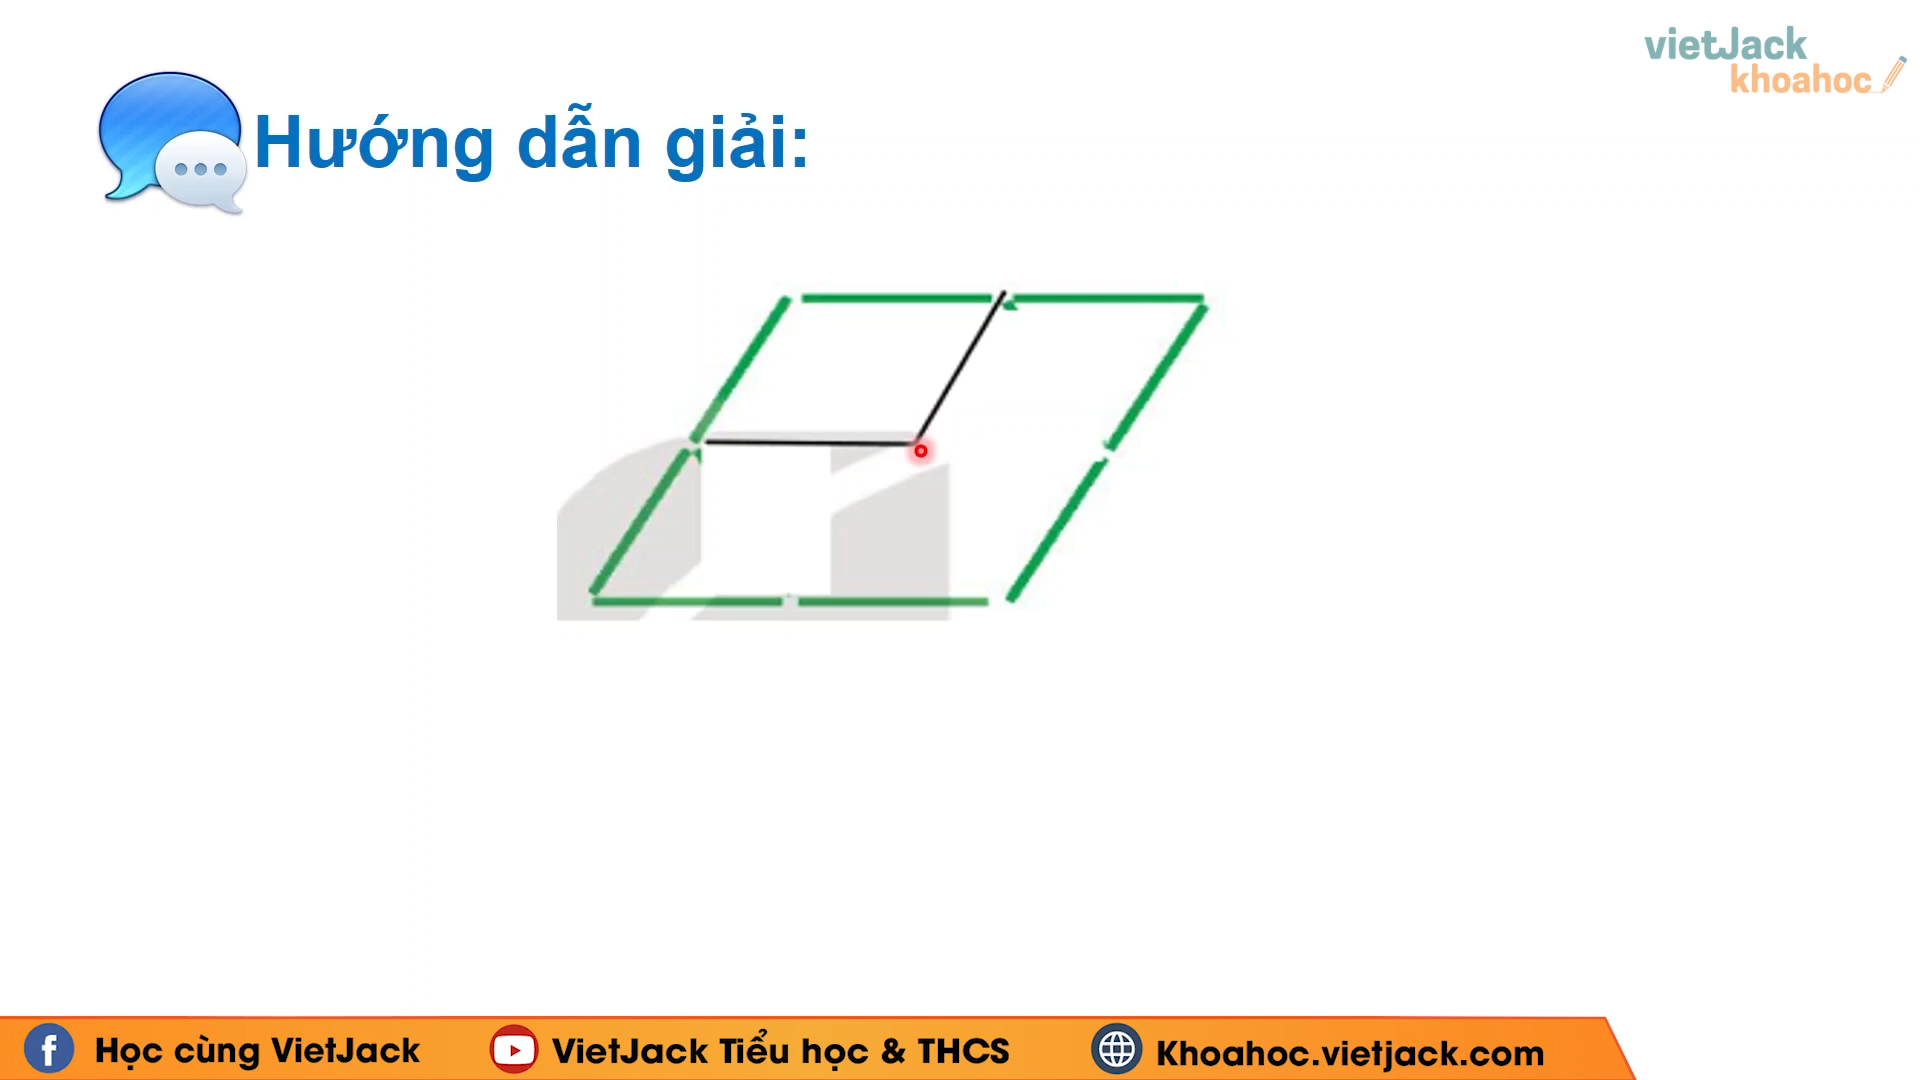 vietJack
khoahoc
Hướng dẫn giải:
Học cùng VietJack
VietJack Tiểu học & THCS
Khoahoc.vietjack.com